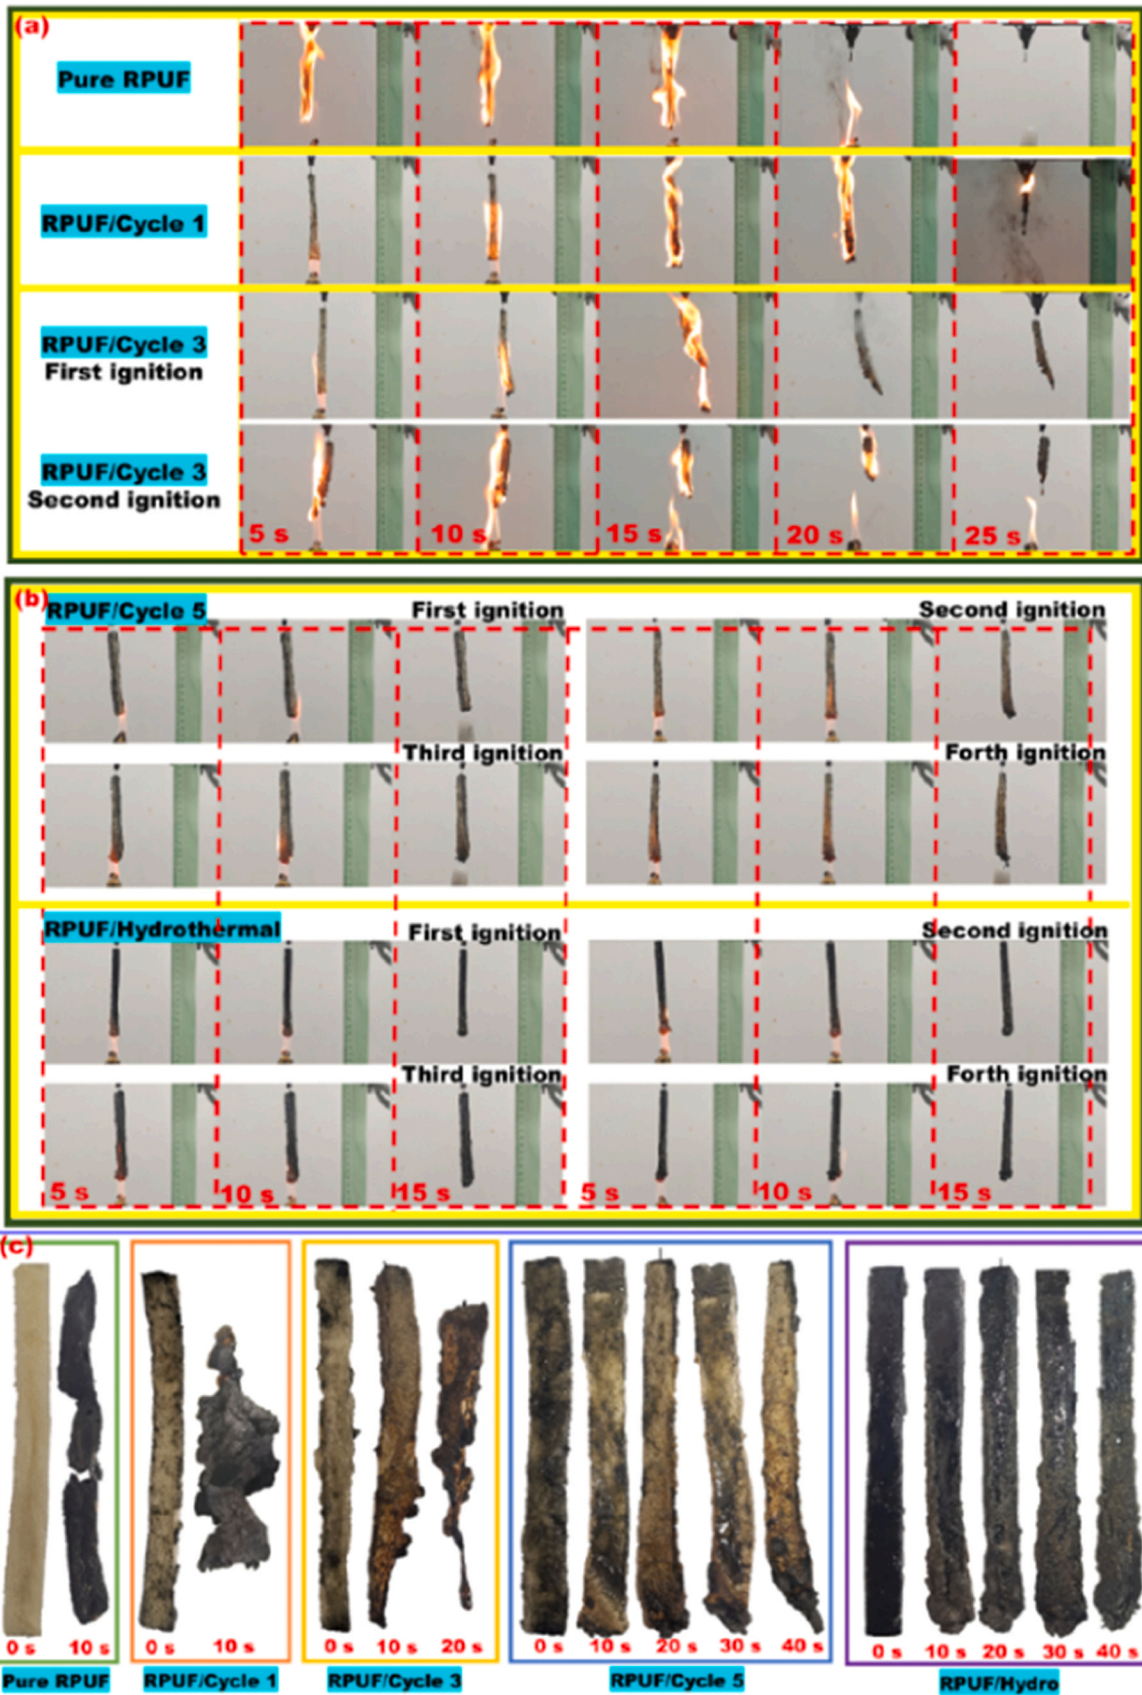 (a)
Pure RPUF
RPUF/Cycle 1
RPUF/Cycle 3
First ignition
RPUF/Cycle 3
Second ignition
5 s 10 s 15 s 20 s 25 s
(b)
RPUF/Cycle 5 First ignition Second ignition
Third ignition Forth ignition
RPUF/Hydrothermal First ignition Second ignition
Third ignition Forth ignition
5 s 10 s 15 s 5 s 10 s 15 s
(c)
0 s 10 s 0 s 10 s 0 s 10 s 20 s 0 s 10 s 20 s 30 s 40 s 0 s 10 s 20 s 30 s 40 s
Pure RPUF RPUF/Cycle 1 RPUF/Cycle 3 RPUF/Cycle 5 RPUF/Hydro